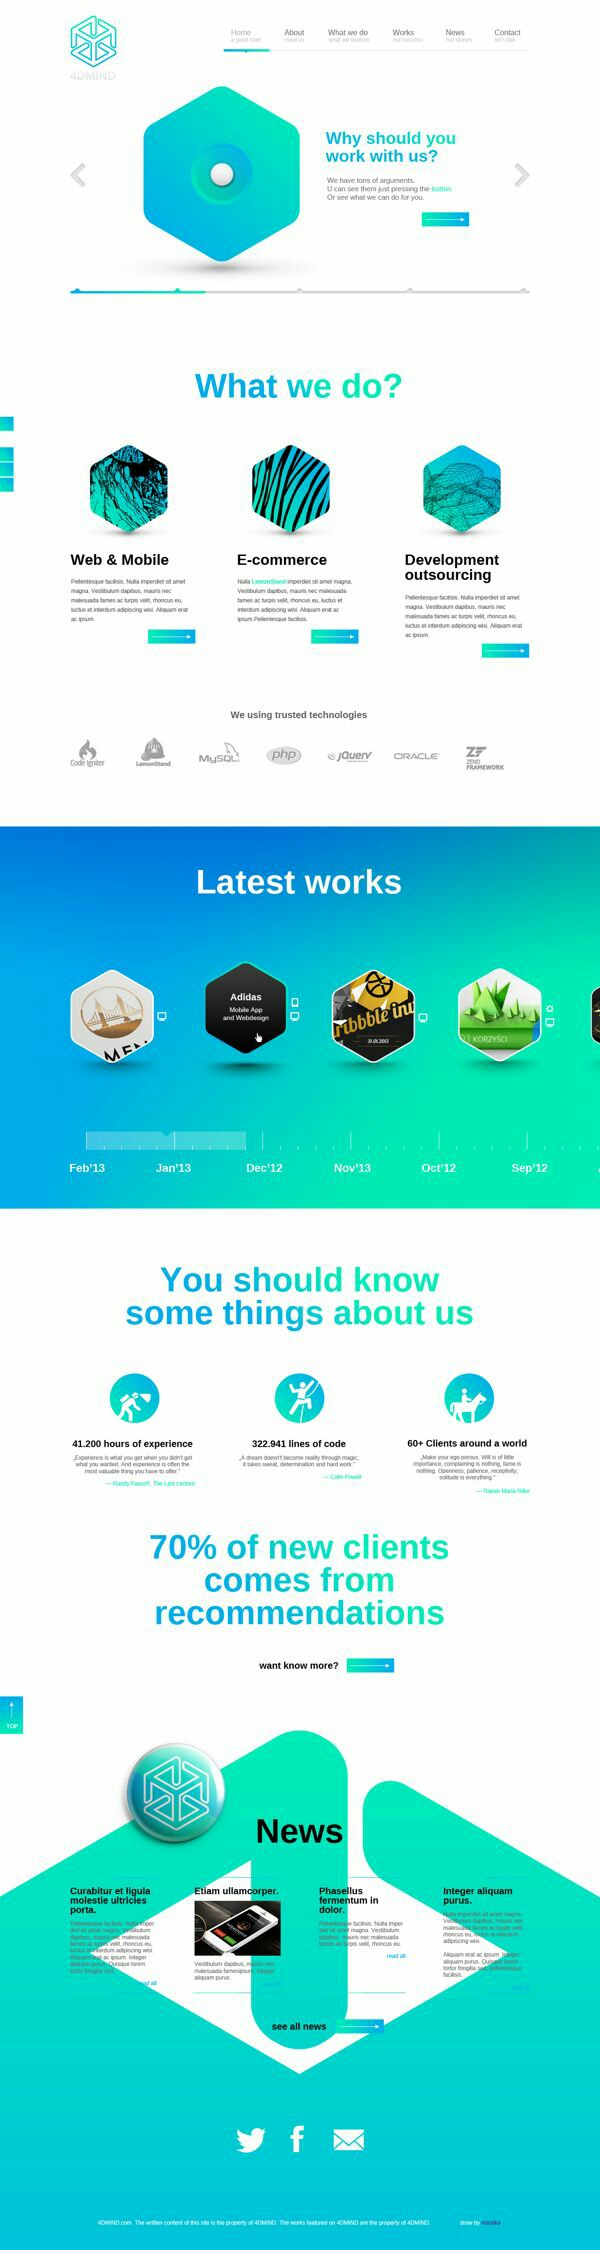 Home
a good start
About
meet us
What we do
what we explore
Works
our success
News
hot stories
Contact
let's talk
4DMIND
Why should you
work with us?
We have tons of arguments.
U can see them just pressing the button.
Or see what we can do for you.
What we do?
Web & Mobile
Pellentesque facilisis. Nulla imperdiet sit amet
magna. Vestibulum dapibus, mauris nec
malesuada fames ac turpis velit, rhoncus eu,
luctus et interdum adipiscing wisi. Aliquam erat
ac ipsum.
E-commerce
Nulla LemonStand imperdiet sit amet magna.
Vestibulum dapibus, mauris nec malesuada
fames ac turpis velit, rhoncus eu, luctus et
interdum adipiscing wisi. Aliquam erat ac
ipsum.Pellentesque facilisis.
Development
outsourcing
Pellentesque facilisis. Nulla imperdiet sit amet
magna. Vestibulum dapibus, mauris nec
malesuada fames ac turpis velit, rhoncus eu,
luctus et interdum adipiscing wisi. Aliquam erat
ac ipsum.
We using trusted technologies
Code Igniter
LemonStand
MySQL
php
jQuery
ORACLE
ZF
ZEND
FRAMEWORK
Latest works
MEN
Adidas
Mobile App
and Webdesign
ribbble inv
31.01.2013
01 KORZYŚCI
Feb'13
Jan'13
Dec'12
Nov'13
Oct'12
Sep'12
You should know
some things about us
41.200 hours of experience
„Experience is what you get when you didn't get
what you wanted. And experience is often the
most valuable thing you have to offer."
— Randy Pausch, The Last Lecture
322.941 lines of code
„A dream doesn't become reality through magic;
it takes sweat, determination and hard work."
— Colin Powell
60+ Clients around a world
„Make your ego porous. Will is of little
importance, complaining is nothing, fame is
nothing. Openness, patience, receptivity,
solitude is everything."
— Rainer Maria Rilke
70% of new clients
comes from
recommendations
want know more?
TOP
News
Curabitur et ligula
molestie ultricies
porta.
Pellentesque facilisis. Nulla imper
diet sit amet magna. Vestibulum
dapibus, mauris nec malesuada
fames ac turpis velit, rhoncus eu,
luctus et interdum adipiscing wisi.
Aliquam erat ac ipsum. Integer
aliquam purus. Quisque lorem
tortor fringilla sed,
read all
Etiam ullamcorper.
Vestibulum dapibus, mauris nec
malesuada famesipsum. Integer
aliquam purus.
read all
Phasellus
fermentum in
dolor.
Pellentesque facilisis. Nulla imper
diet sit amet magna. Vestibulum
dapibus, mauris nec malesuada
fames ac turpis velit, rhoncus.
read all
Integer aliquam
purus.
Nulla imperdiet sit amet magna.
Vestibulum dapibus, mauris nec
malesuada fames ac turpis velit,
rhoncus eu, luctus et interdum
adipiscing wisi.
Aliquam erat ac ipsum. Integer
aliquam purus. Quisque lorem
tortor fringilla sed, pellentesque
facilisis.
read all
see all news
4DMIND.com. The written content of this site is the property of 4DMIND. The works featured on 4DMIND are the property of 4DMIND.
draw by